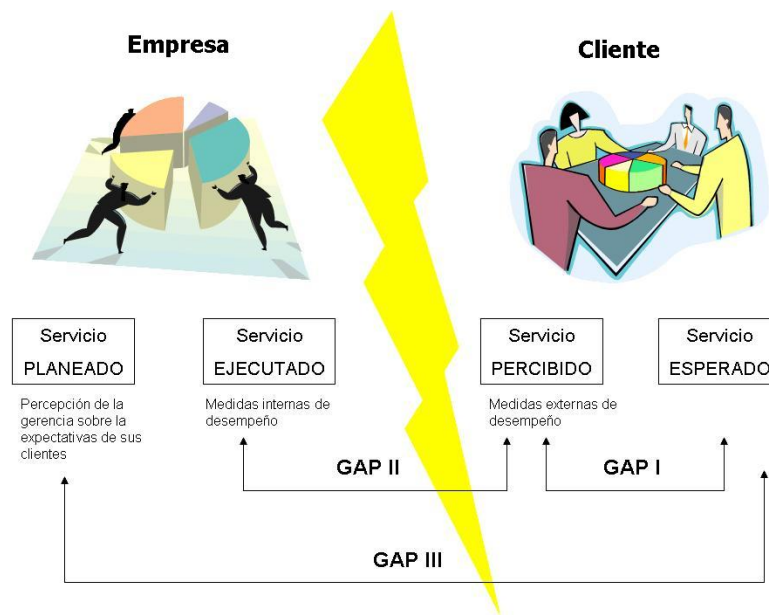 Empresa
Cliente
Servicio
PLANEADO
Servicio
EJECUTADO
Servicio
PERCIBIDO
Servicio
ESPERADO
Percepción de la
gerencia sobre la
expectativas de sus
clientes
Medidas internas de
desempeño
Medidas externas de
desempeño
GAP II
GAP I
GAP III